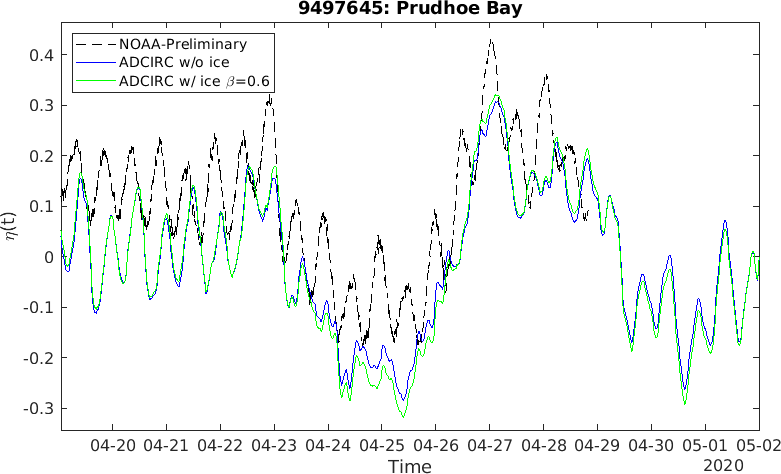 9497645: Prudhoe Bay
NOAA-Preliminary
ADCIRC w/o ice
ADCIRC w/ ice β=0.6
0.4
0.3
0.2
0.1
0
-0.1
-0.2
-0.3
η(t)
04-20 04-21 04-22 04-23 04-24 04-25 04-26 04-27 04-28 04-29 04-30 05-01 05-02
2020
Time